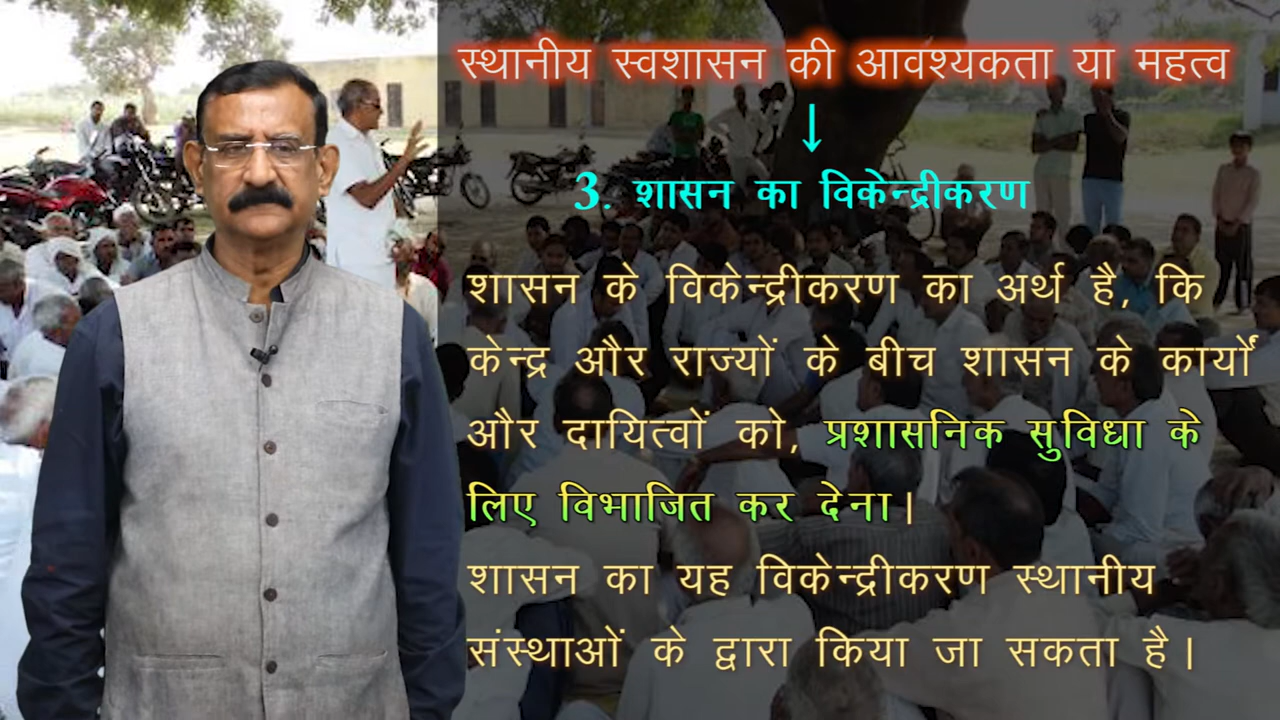 स्थानीय स्वशासन की आवश्यकता या महत्व
↓
3. शासन का विकेन्द्रीकरण
शासन के विकेन्द्रीकरण का अर्थ है, कि
केन्द्र और राज्यों के बीच शासन के कार्यों
और दायित्वों को, प्रशासनिक सुविधा के
लिए विभाजित कर देना।
शासन का यह विकेन्द्रीकरण स्थानीय
संस्थाओं के द्वारा किया जा सकता है।